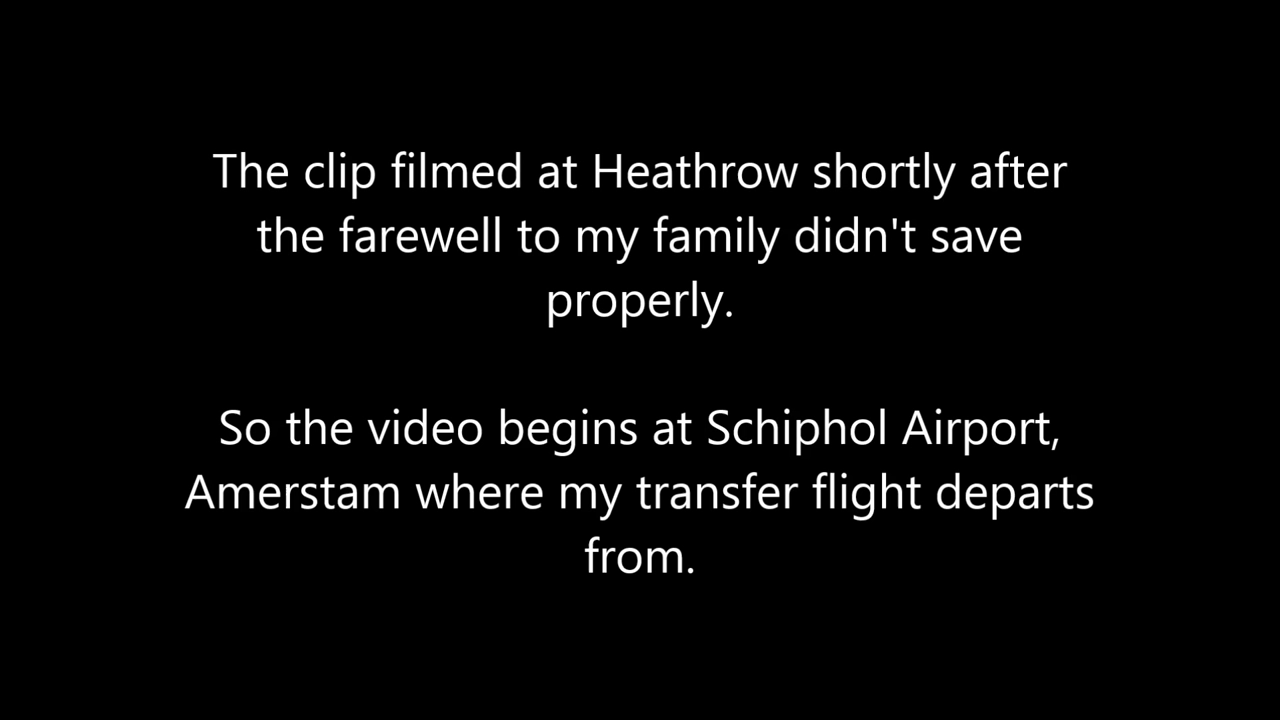 The clip filmed at Heathrow shortly after
the farewell to my family didn't save
properly.
So the video begins at Schiphol Airport,
Amerstam where my transfer flight departs
from.